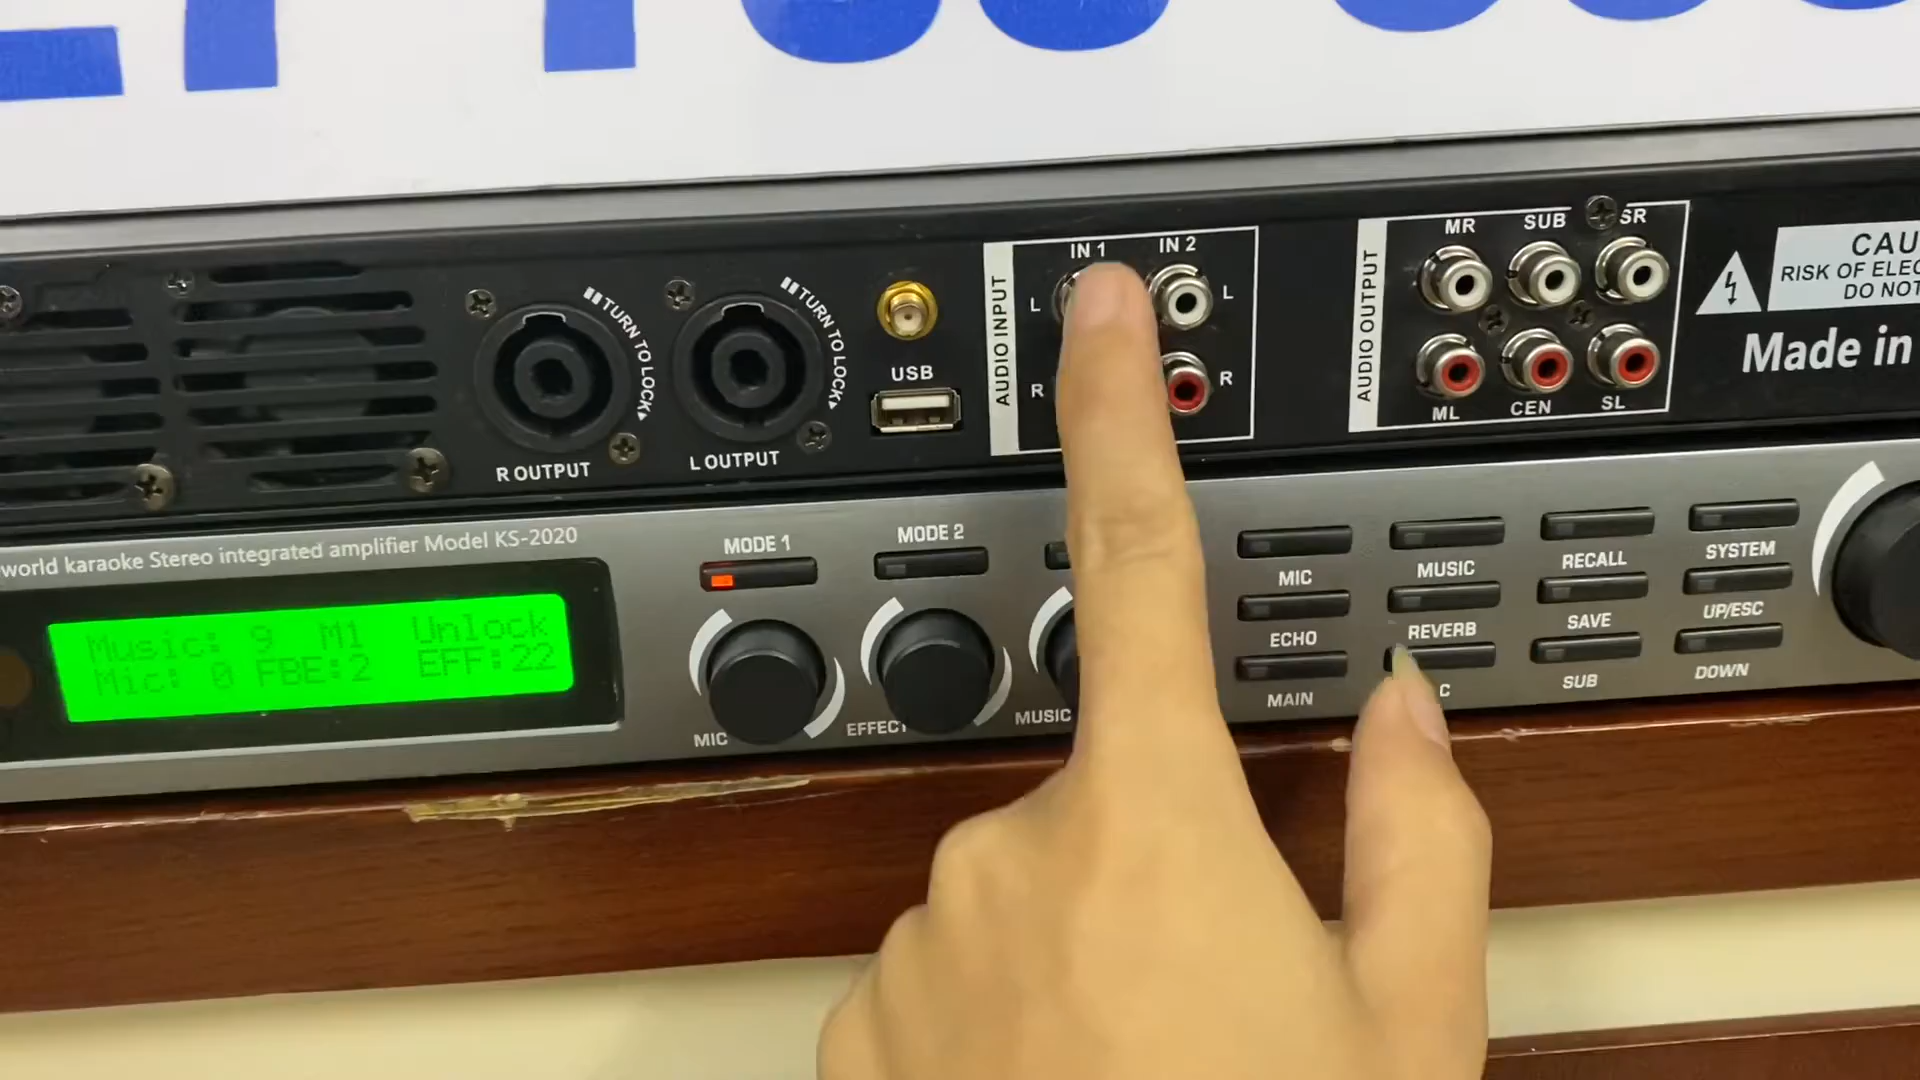 IN 1
IN 2
MR
SUB
SR
TURN TO LOCK
TURN TO LOCK
AUDIO INPUT
L
L
AUDIO OUTPUT
CAU
RISK OF ELEC
DO NOT
USB
R
R
Made in
R OUTPUT
L OUTPUT
ML
CEN
SL
world karaoke Stereo integrated amplifier Model KS-2020
MODE 1
MODE 2
MIC
MUSIC
RECALL
SYSTEM
Music: 9 M1 Unlock
Mic: 0 FBE:2 EFF:22
ECHO
REVERB
SAVE
UP/ESC
MIC
EFFECT
MUSIC
MAIN
C
SUB
DOWN